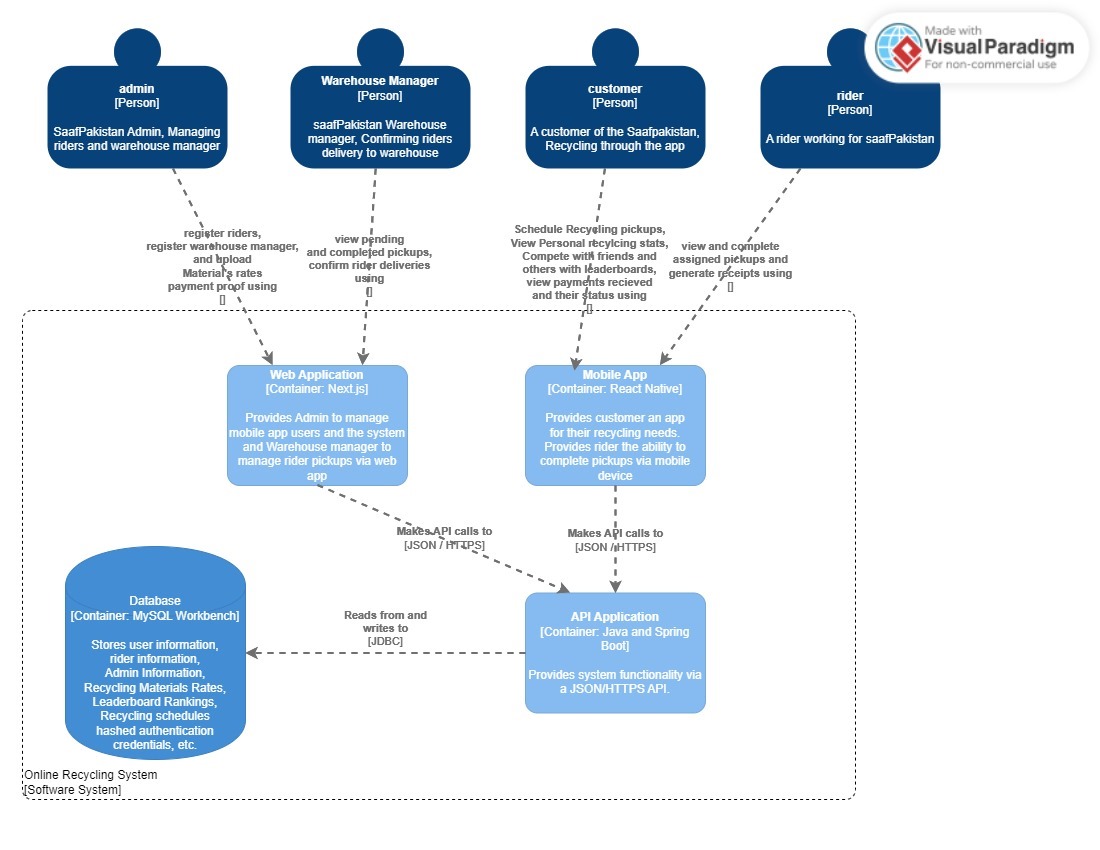 Made with
Visual Paradigm
For non-commercial use
admin
[Person]
SaafPakistan Admin, Managing
riders and warehouse manager
Warehouse Manager
[Person]
saafPakistan Warehouse
manager, Confirming riders
delivery to warehouse
customer
[Person]
A customer of the Saafpakistan,
Recycling through the app
rider
[Person]
A rider working for saafPakistan
register riders,
register warehouse manager,
and upload
Material's rates
payment proof using
[]
view pending
and completed pickups,
confirm rider deliveries
using
[]
Schedule Recycling pickups,
View Personal recylcing stats,
Compete with friends and
others with leaderboards,
view payments recieved
and their status using
[]
view and complete
assigned pickups and
generate receipts using
[]
Web Application
[Container: Next.js]
Provides Admin to manage
mobile app users and the system
and Warehouse manager to
manage rider pickups via web
app
Mobile App
[Container: React Native]
Provides customer an app
for their recycling needs.
Provides rider the ability to
complete pickups via mobile
device
Makes API calls to
[JSON / HTTPS]
Makes API calls to
[JSON / HTTPS]
Database
[Container: MySQL Workbench]
Stores user information,
rider information,
Admin Information,
Recycling Materials Rates,
Leaderboard Rankings,
Recycling schedules
hashed authentication
credentials, etc.
Reads from and
writes to
[JDBC]
API Application
[Container: Java and Spring
Boot]
Provides system functionality via
a JSON/HTTPS API.
Online Recycling System
[Software System]